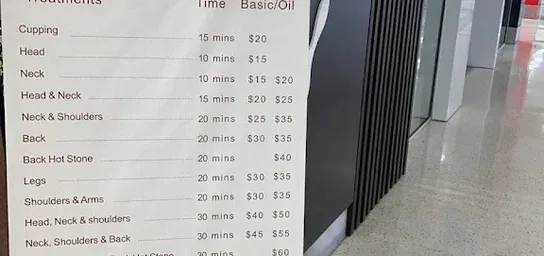 Treatments Time Basic/Oil
Cupping 15 mins $20
Head 10 mins $15
Neck 10 mins $15 $20
Head & Neck 15 mins $20 $25
Neck & Shoulders 20 mins $25 $35
Back 20 mins $30 $35
Back Hot Stone 20 mins $40
Legs 20 mins $30 $35
Shoulders & Arms 20 mins $30 $35
Head, Neck & shoulders 30 mins $40 $50
Neck, Shoulders & Back 30 mins $45 $55
Hot Stone 30 mins $60